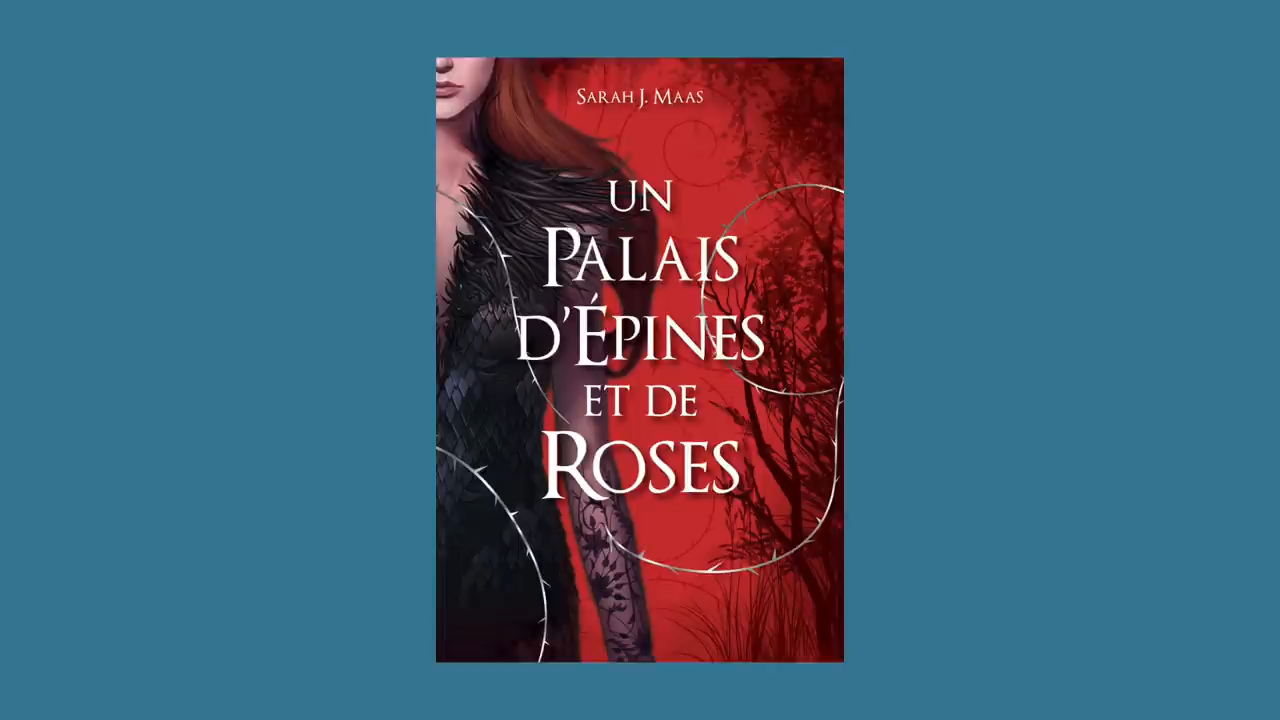 Sarah J. Maas
UN
PALAIS
D'ÉPINES
ET DE
ROSES